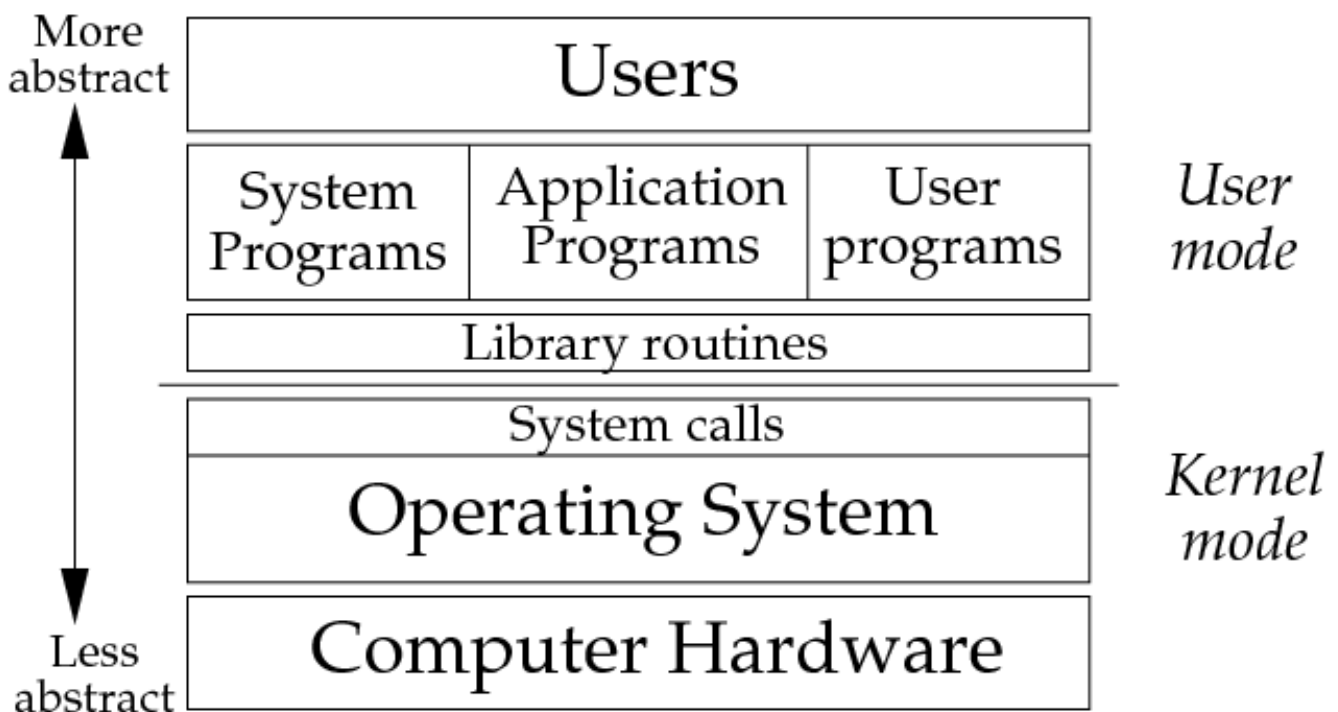 More
abstract
Users
System
Programs
Application
Programs
User
programs
User
mode
Library routines
System calls
Operating System
Kernel
mode
Computer Hardware
Less
abstract